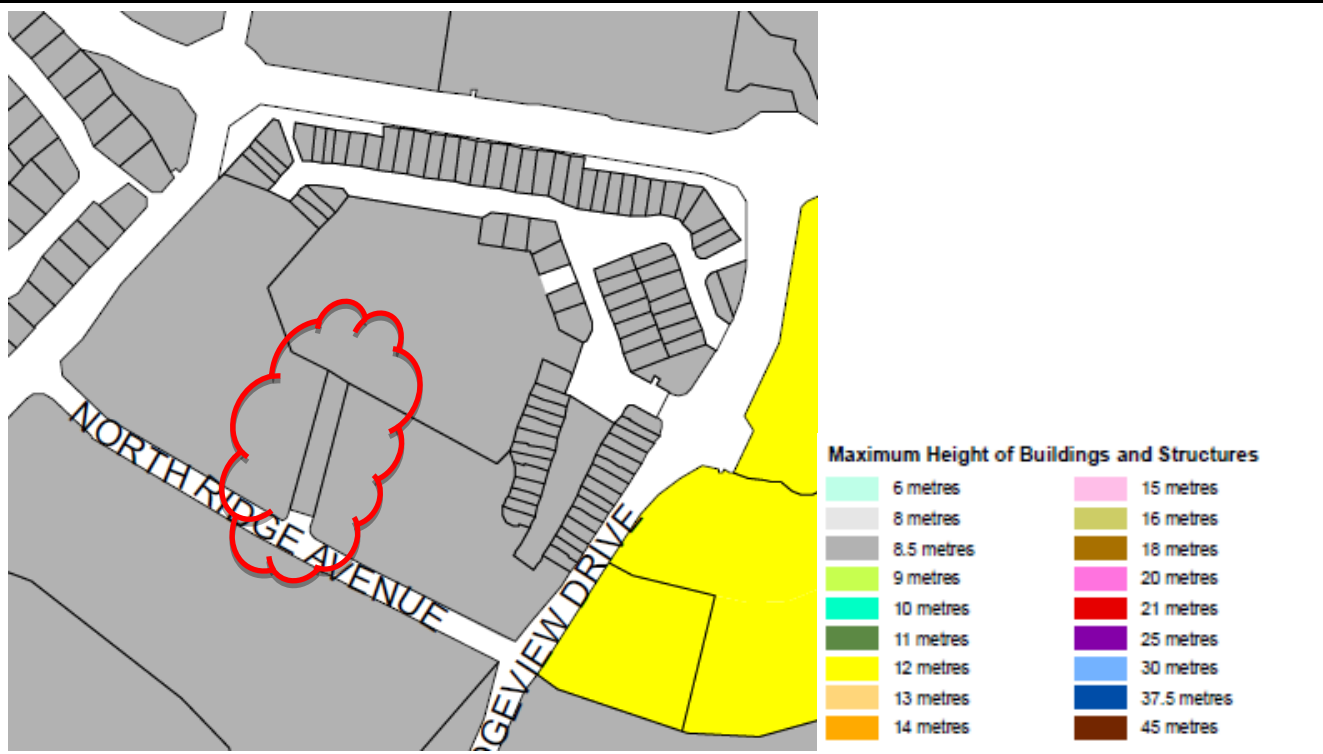 NORTH RIDGE AVENUE
DGEVIEW DRIVE
Maximum Height of Buildings and Structures
6 metres
8 metres
8.5 metres
9 metres
10 metres
11 metres
12 metres
13 metres
14 metres
15 metres
16 metres
18 metres
20 metres
21 metres
25 metres
30 metres
37.5 metres
45 metres